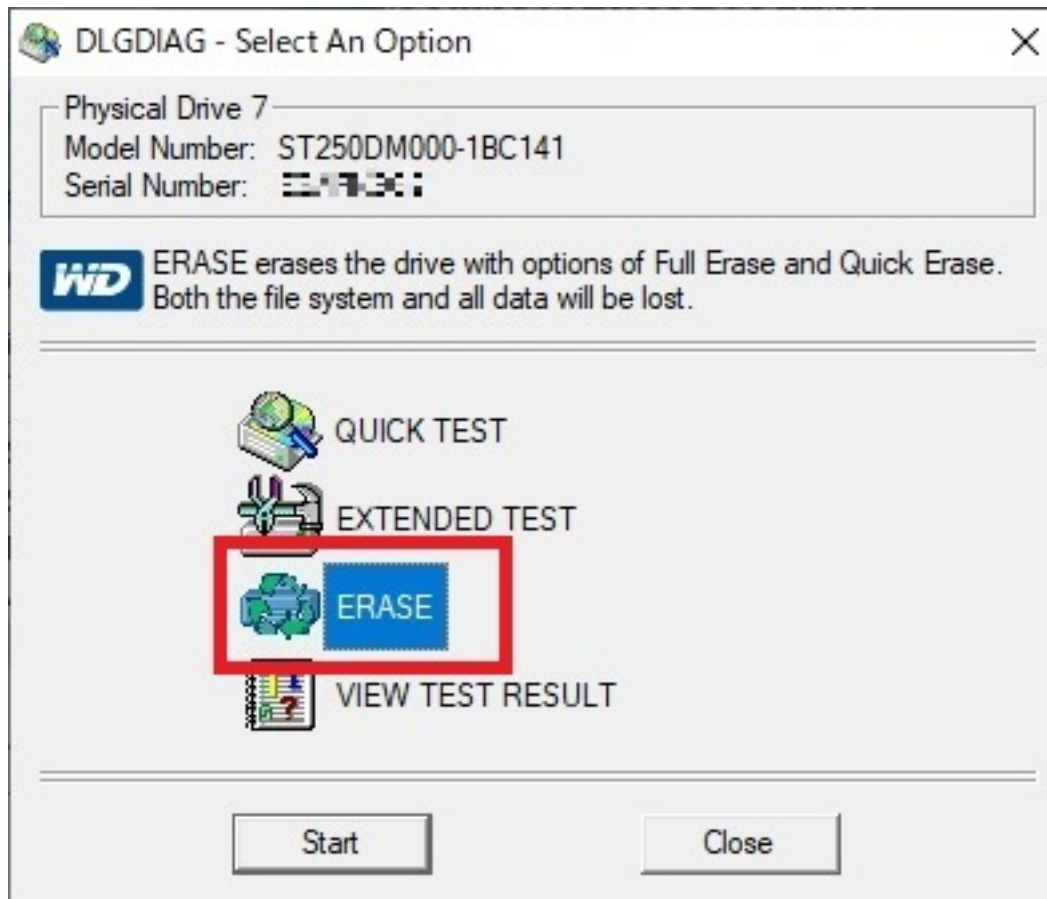 DLGDIAG - Select An Option
Physical Drive 7
Model Number: ST250DM000-1BC141
Serial Number:
WD
ERASE erases the drive with options of Full Erase and Quick Erase.
Both the file system and all data will be lost.
QUICK TEST
EXTENDED TEST
ERASE
VIEW TEST RESULT
Start
Close